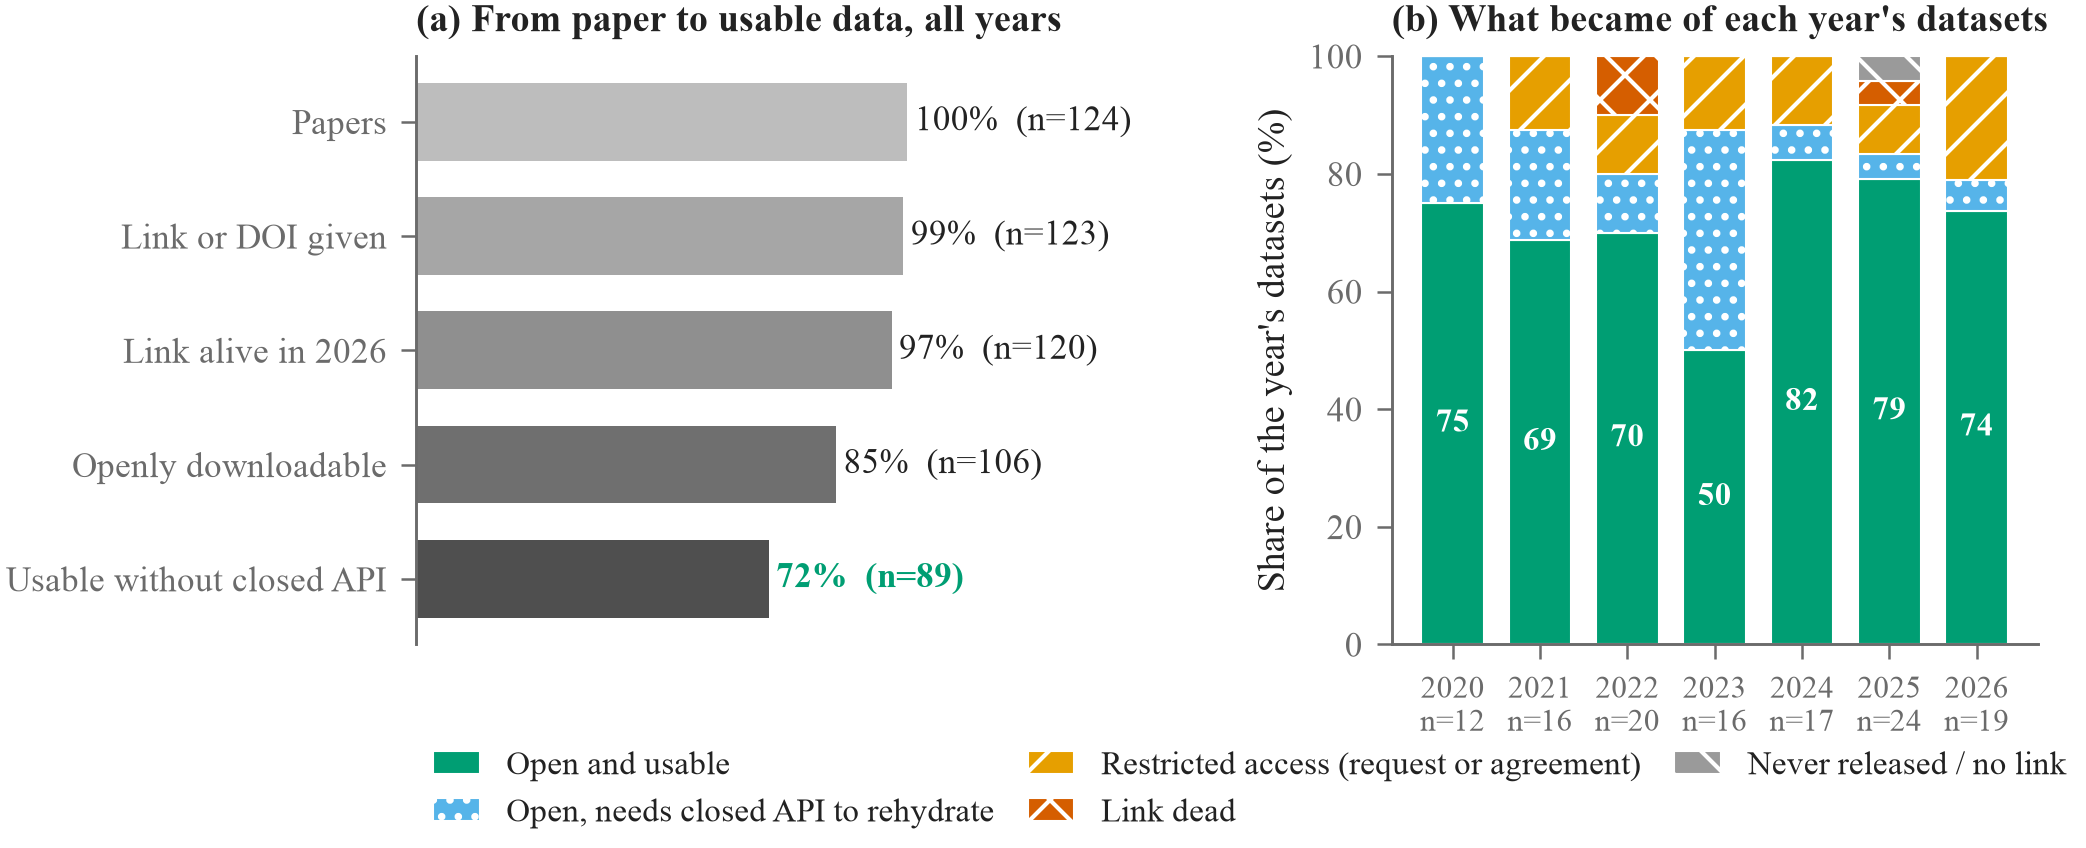 (a) From paper to usable data, all years
Papers
100% (n=124)
Link or DOI given
99% (n=123)
Link alive in 2026
97% (n=120)
Openly downloadable
85% (n=106)
Usable without closed API
72% (n=89)
(b) What became of each year's datasets
Share of the year's datasets (%)
100
80
60
40
20
0
75
69
70
50
82
79
74
2020 2021 2022 2023 2024 2025 2026
n=12 n=16 n=20 n=16 n=17 n=24 n=19
Open and usable
Open, needs closed API to rehydrate
Restricted access (request or agreement)
Link dead
Never released / no link